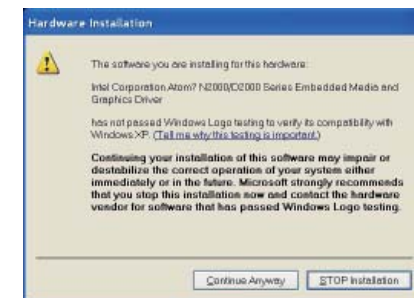 Hardware Installation
The software you are installing for this hardware:
Intel Corporation Atom? N2000/D2000 Series Embedded Media and
Graphics Driver
has not passed Windows Logo testing to verify its compatibility with
Windows XP. (Tell me why this testing is important.)
Continuing your installation of this software may impair or
destabilize the correct operation of your system either
immediately or in the future. Microsoft strongly recommends
that you stop this installation now and contact the hardware
vendor for software that has passed Windows Logo testing.
Continue Anyway STOP Installation